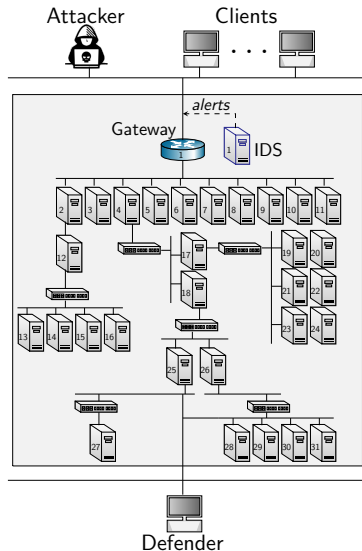 Attacker Clients
. . .
alerts
Gateway
1 1 IDS
2 3 4 5 6 7 8 9 10 11
12 17 19 20
18 21 22
13 14 15 16 23 24
25 26
27 28 29 30 31
Defender